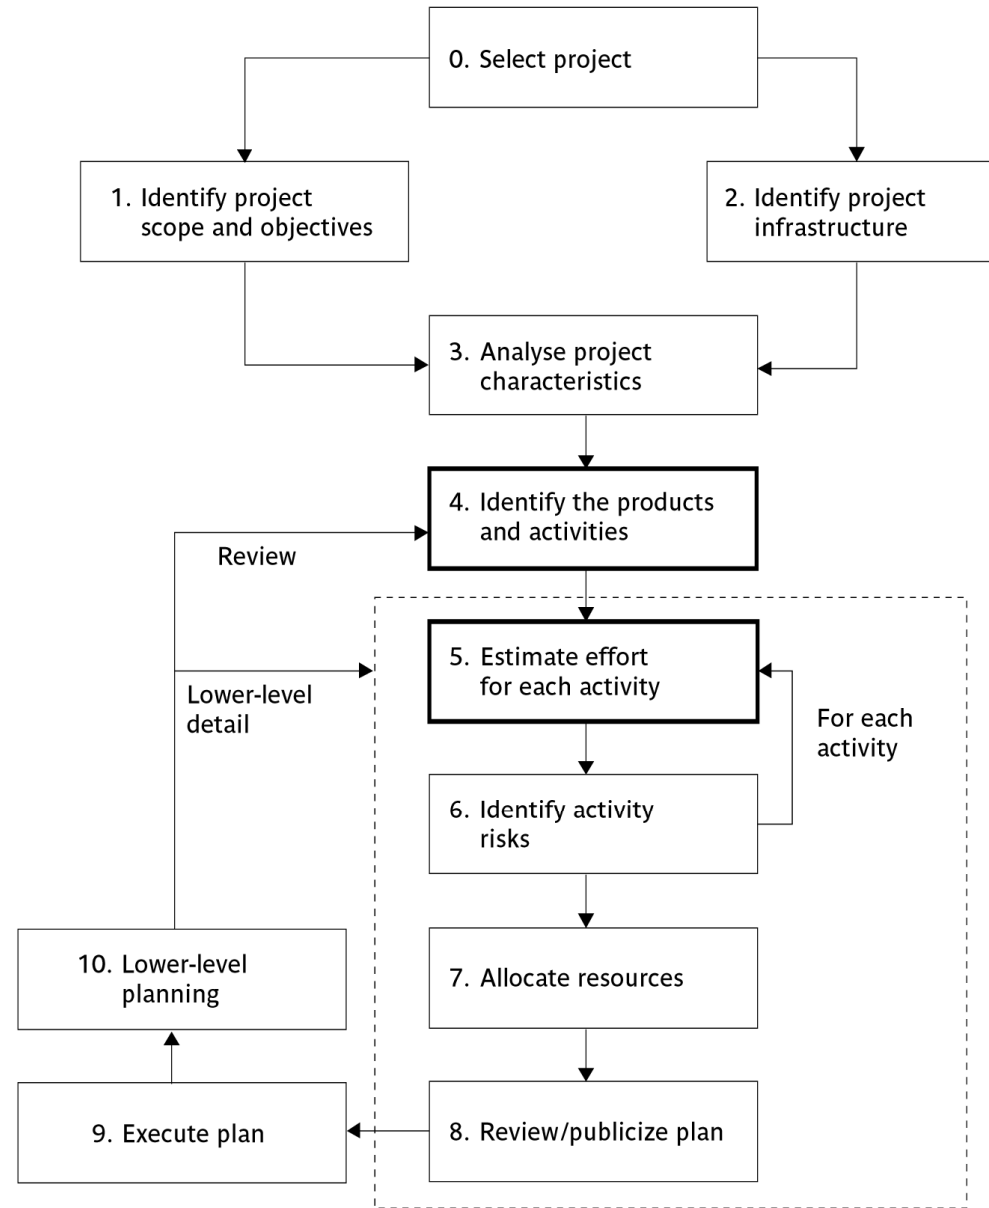 0. Select project
1. Identify project
scope and objectives
2. Identify project
infrastructure
3. Analyse project
characteristics
4. Identify the products
and activities
Review
5. Estimate effort
for each activity
Lower-level
detail
For each
activity
6. Identify activity
risks
7. Allocate resources
10. Lower-level
planning
8. Review/publicize plan
9. Execute plan